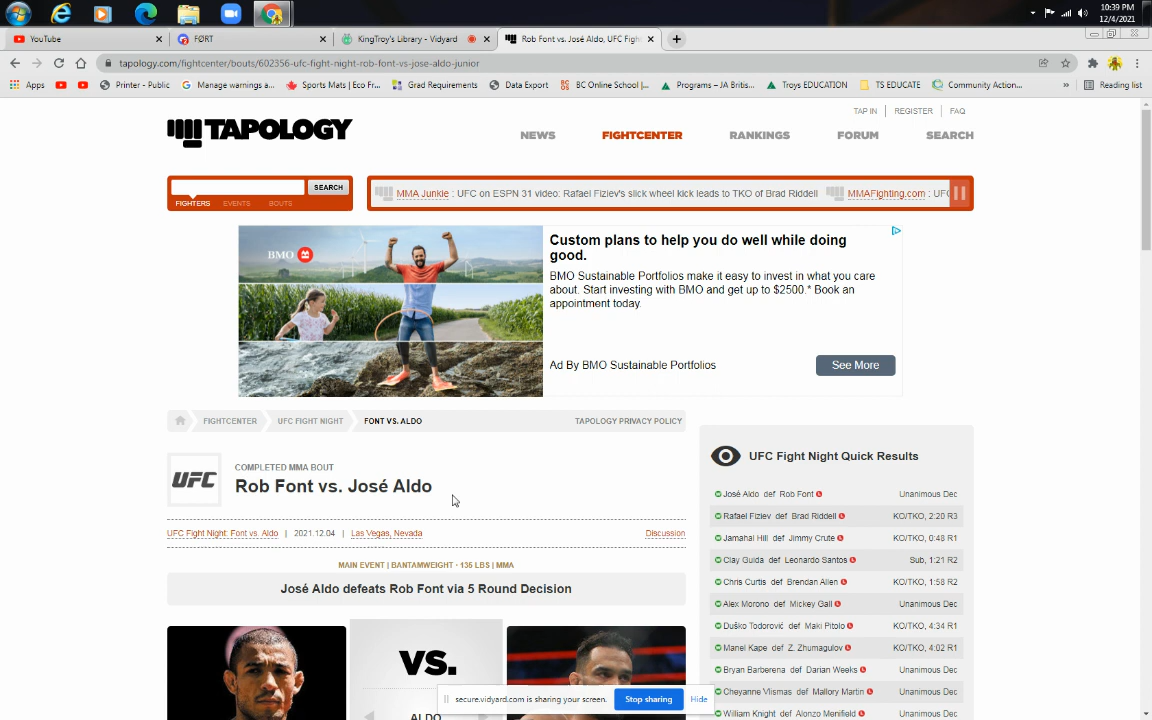 10:39 PM
12/4/2021
YouTube
FØRT
KingTroy's Library - Vidyard
Rob Font vs. José Aldo, UFC Figh
tapology.com/fightcenter/bouts/602356-ufc-fight-night-rob-font-vs-jose-aldo-junior
Apps
Printer - Public
Manage warnings a...
Sports Mats | Eco Fr...
Grad Requirements
Data Export
BC Online School |...
Programs – JA Britis...
Troys EDUCATION
TS EDUCATE
Community Action...
»
Reading list
TAP IN | REGISTER | FAQ
TAPOLOGY
NEWS FIGHTCENTER RANKINGS FORUM SEARCH
SEARCH
FIGHTERS EVENTS BOUTS
MMA Junkie : UFC on ESPN 31 video: Rafael Fiziev's slick wheel kick leads to TKO of Brad Riddell
MMAFighting.com : UFC
BMO
Custom plans to help you do well while doing
good.
BMO Sustainable Portfolios make it easy to invest in what you care
about. Start investing with BMO and get up to $2500.* Book an
appointment today.
Ad By BMO Sustainable Portfolios
See More
FIGHTCENTER UFC FIGHT NIGHT FONT VS. ALDO
TAPOLOGY PRIVACY POLICY
UFC
COMPLETED MMA BOUT
Rob Font vs. José Aldo
UFC Fight Night: Font vs. Aldo | 2021.12.04 | Las Vegas, Nevada
Discussion
MAIN EVENT | BANTAMWEIGHT · 135 LBS | MMA
José Aldo defeats Rob Font via 5 Round Decision
VS.
ALDO
UFC Fight Night Quick Results
José Aldo def Rob Font L Unanimous Dec
Rafael Fiziev def Brad Riddell L KO/TKO, 2:20 R3
Jamahal Hill def Jimmy Crute L KO/TKO, 0:48 R1
Clay Guida def Leonardo Santos L Sub, 1:21 R2
Chris Curtis def Brendan Allen L KO/TKO, 1:58 R2
Alex Morono def Mickey Gall L Unanimous Dec
Duško Todorović def Maki Pitolo L KO/TKO, 4:34 R1
Manel Kape def Z. Zhumagulov L KO/TKO, 4:02 R1
Bryan Barberena def Darian Weeks L Unanimous Dec
Cheyanne Vlismas def Mallory Martin L Unanimous Dec
William Knight def Alonzo Menifield L Unanimous Dec
secure.vidyard.com is sharing your screen.
Stop sharing
Hide